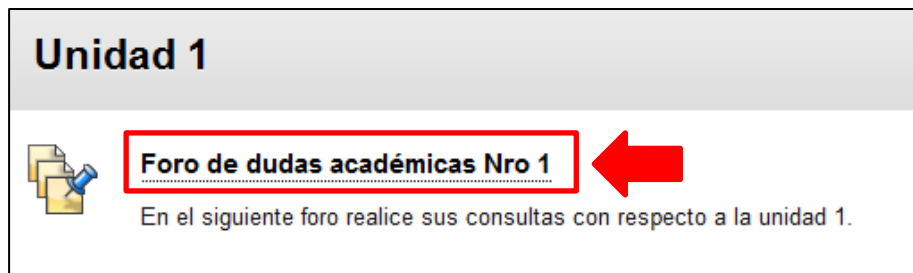 Unidad 1
Foro de dudas académicas Nro 1
En el siguiente foro realice sus consultas con respecto a la unidad 1.